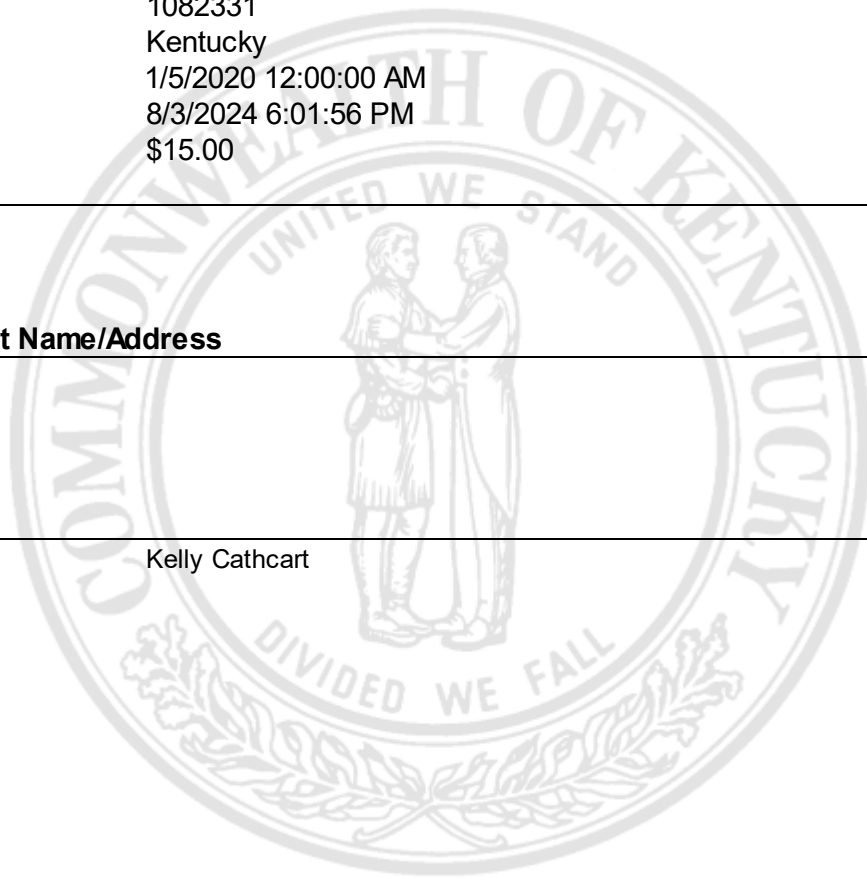 1082331
Kentucky
1/5/2020 12:00:00 AM
8/3/2024 6:01:56 PM
$15.00
COMMONWEALTH OF KENTUCKY
UNITED WE STAND
t Name/Address
Kelly Cathcart
DIVIDED WE FALL